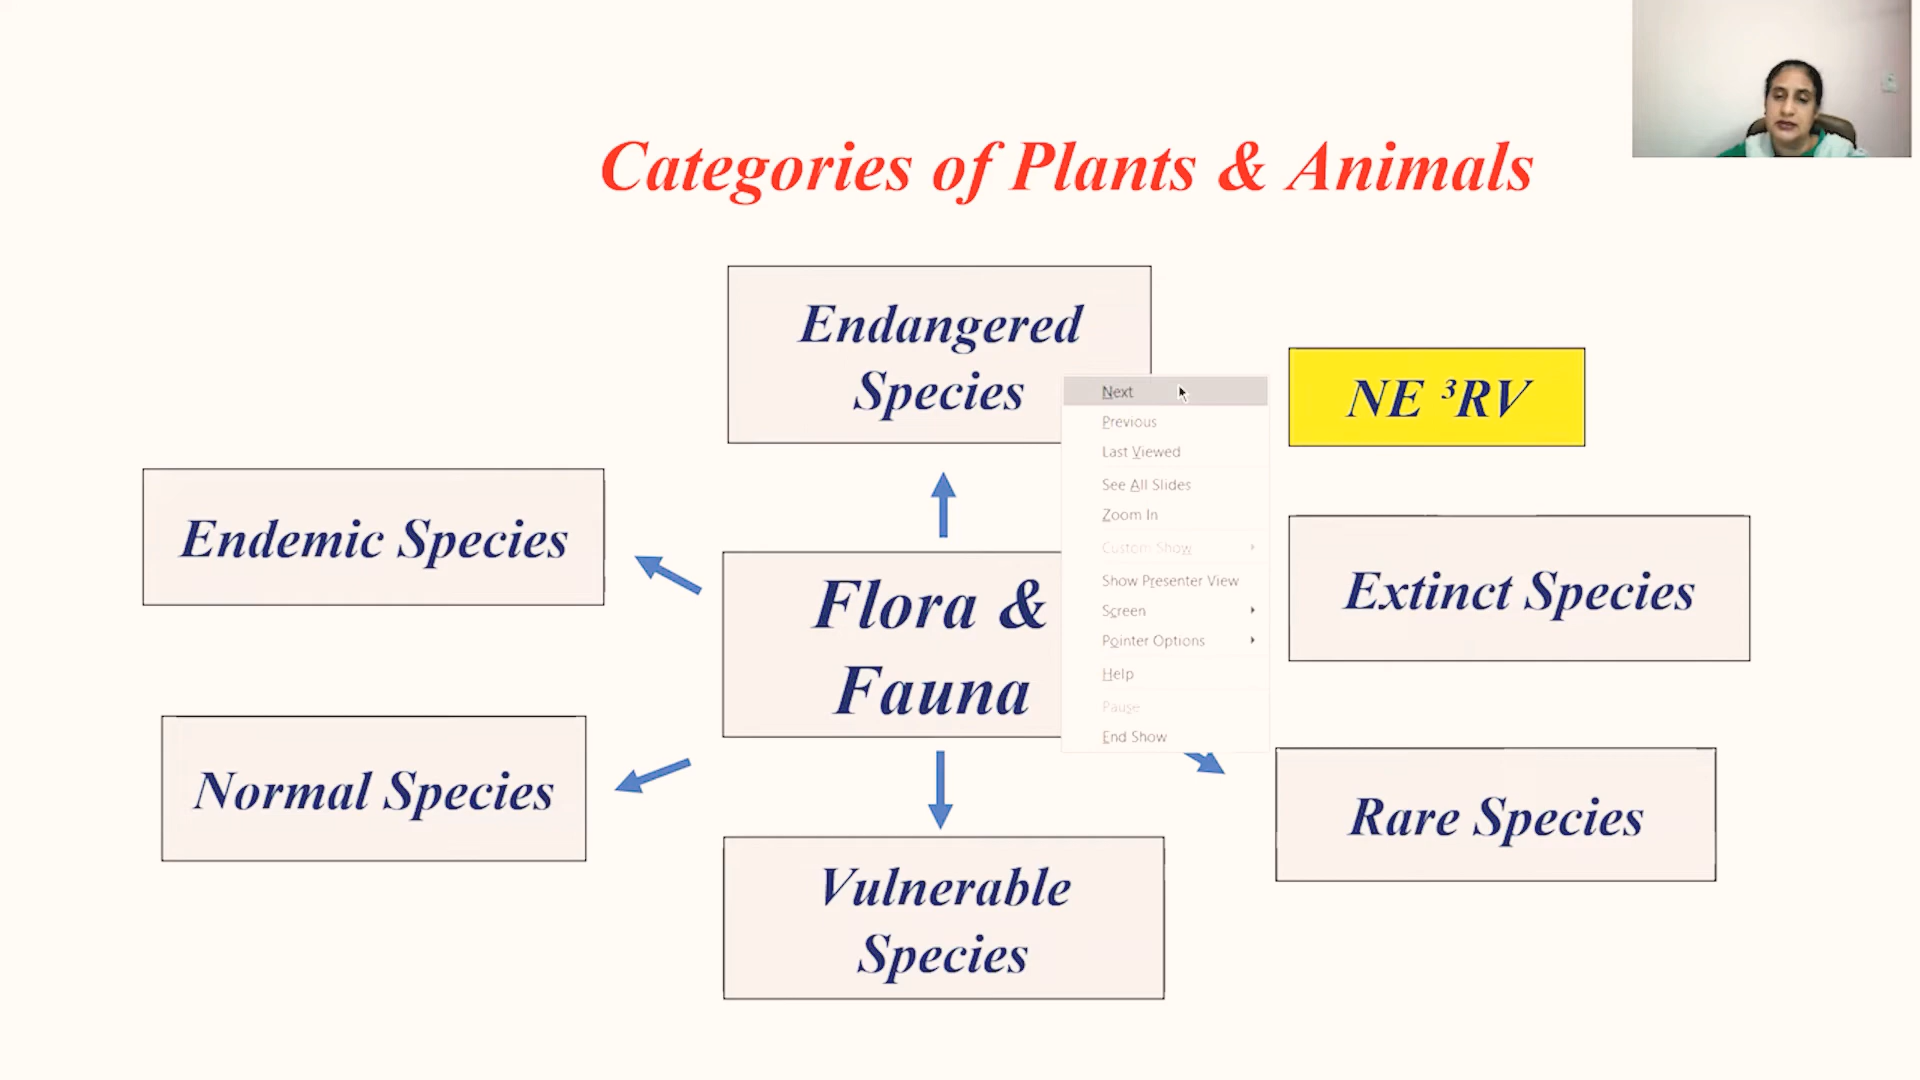 Categories of Plants & Animals
Endangered
Species
NE ³RV
Endemic Species
Flora &
Fauna
Extinct Species
Normal Species
Rare Species
Vulnerable
Species
Next
Previous
Last Viewed
See All Slides
Zoom In
Custom Show
Show Presenter View
Screen
Pointer Options
Help
Pause
End Show